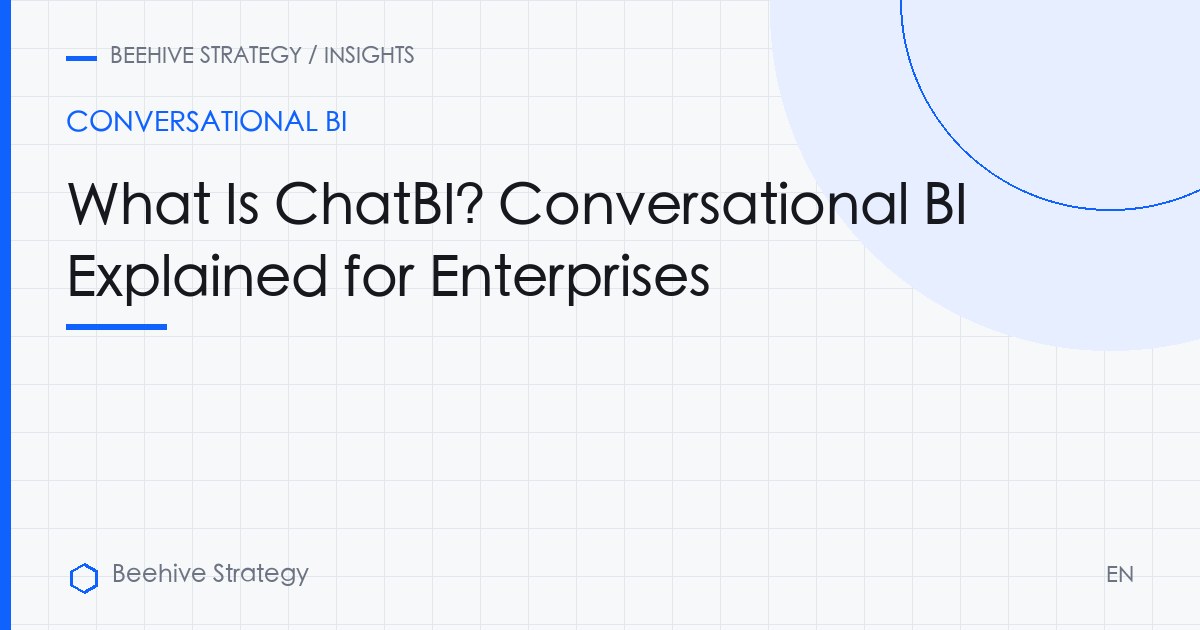 BEEHIVE STRATEGY / INSIGHTS
CONVERSATIONAL BI
What Is ChatBI? Conversational BI
Explained for Enterprises
Beehive Strategy
EN